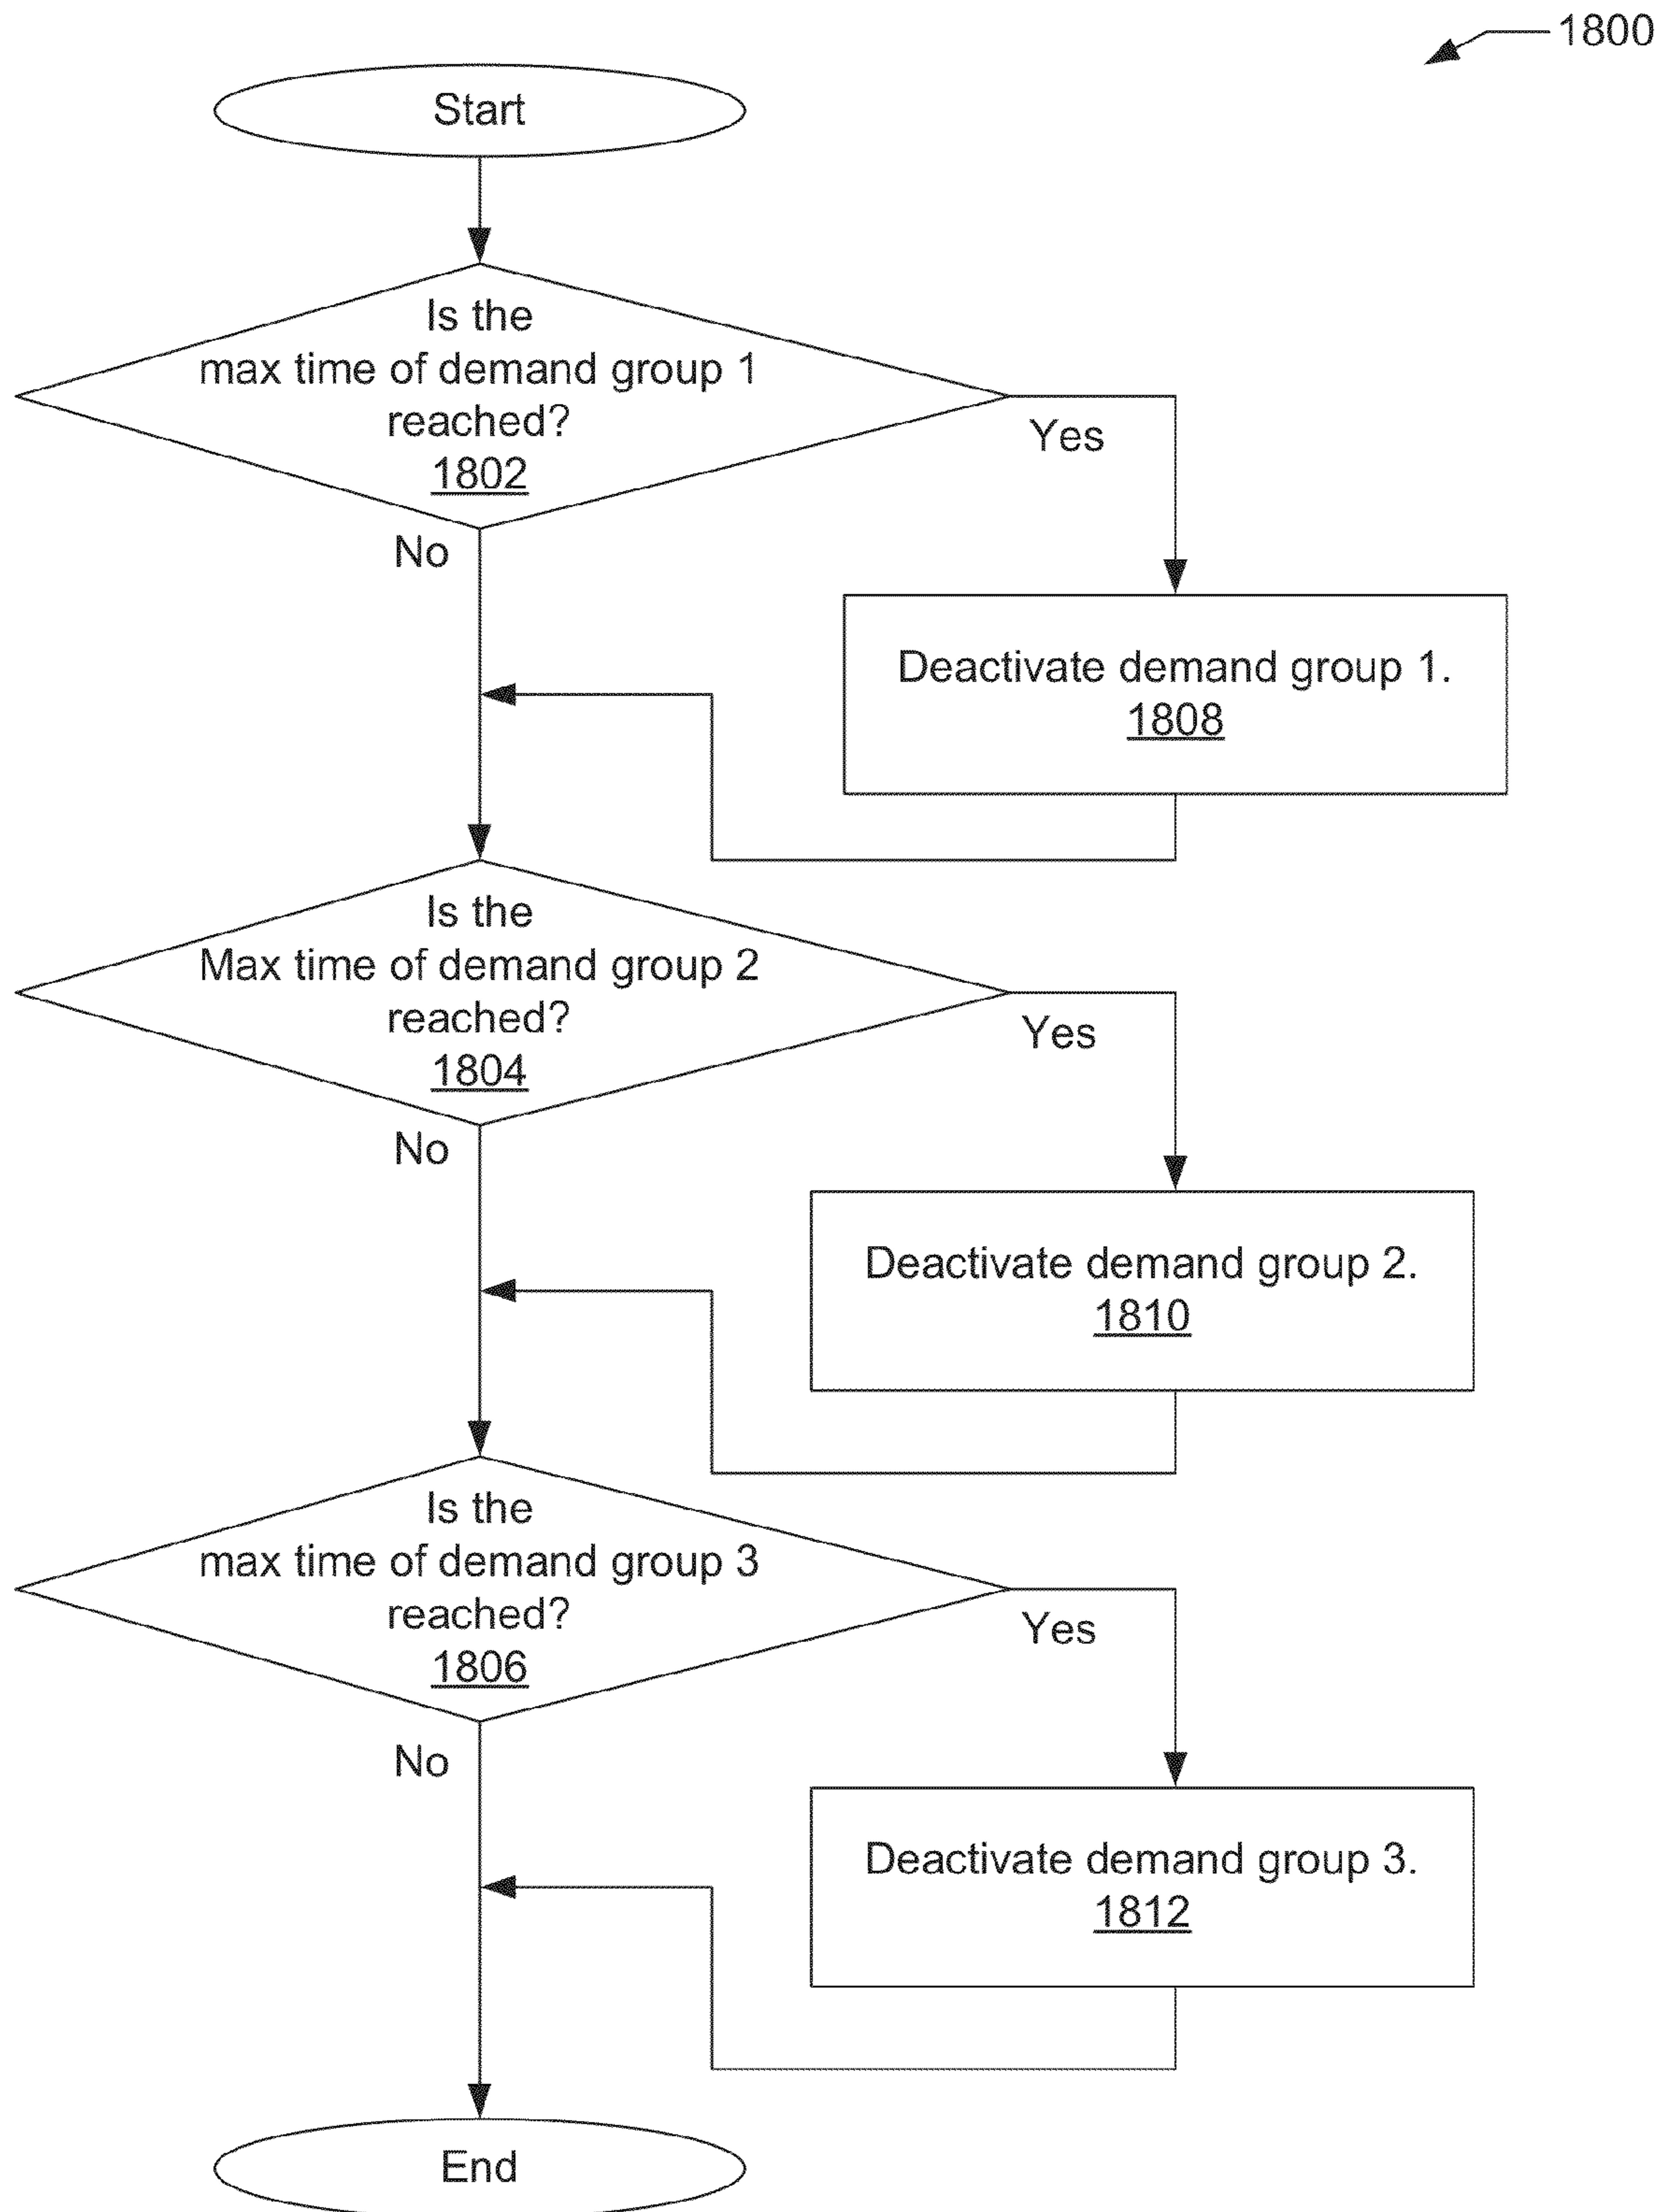 1800
Start
Is the
max time of demand group 1
reached?
1802
Yes
No
Deactivate demand group 1.
1808
Is the
Max time of demand group 2
reached?
1804
Yes
No
Deactivate demand group 2.
1810
Is the
max time of demand group 3
reached?
1806
Yes
No
Deactivate demand group 3.
1812
End